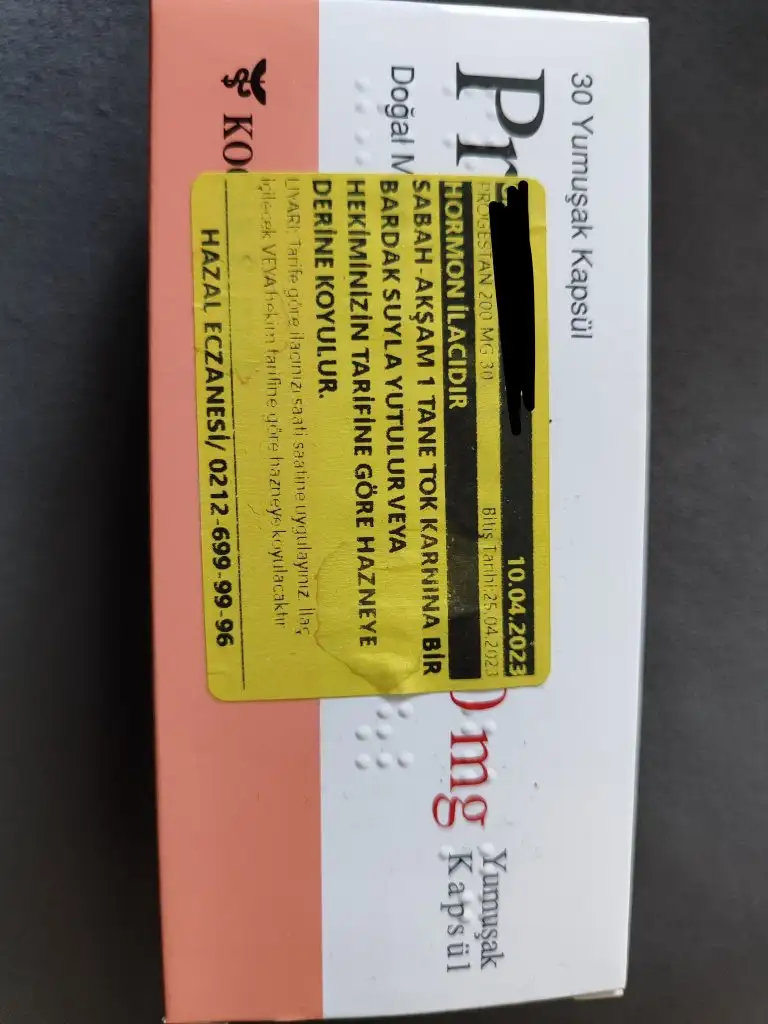 30 Yumuşak Kapsül
Pr
mg
Yumuşak
Kapsül
Doğal M
10.04.2023
PROGESTAN 200 MG 30
Bitiş Tarihi:25.04.2023
HORMON İLACIDIR
SABAH-AKŞAM 1 TANE TOK KARNINA BİR
BARDAK SUYLA YUTULUR VEYA
HEKİMİNİZİN TARİFİNE GÖRE HAZNEYE
DERİNE KOYULUR.
UYARI: Tarife göre ilacınızı saati saatine uygulayınız. İlaç
içilecek VEYA hekim tarifine göre hazneye koyulacaktır
HAZAL ECZANESİ/ 0212-699-99-96
KOÇ